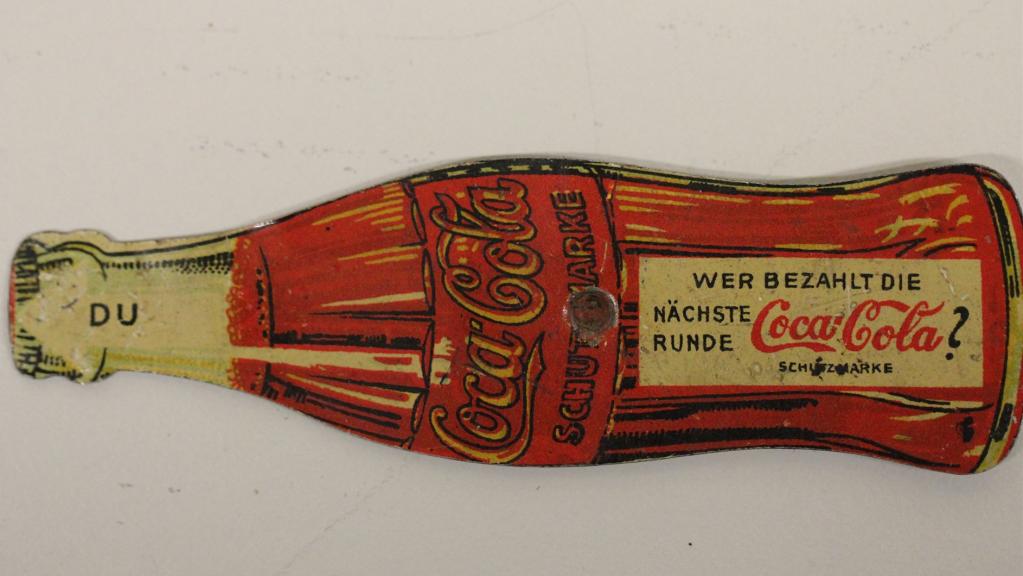 DU
Coca-Cola
SCHUTZMARKE
WER BEZAHLT DIE
NÄCHSTE
RUNDE
Coca-Cola?
SCHUTZMARKE